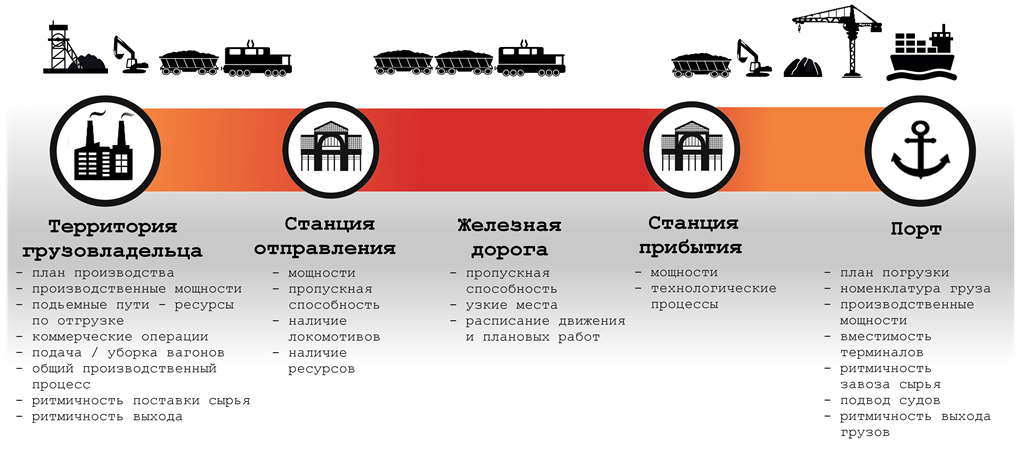 Территория
грузовладельца
- план производства
- производственные мощности
- подьемные пути - ресурсы
по отгрузке
- коммерческие операции
- подача / уборка вагонов
- общий производственный
процесс
- ритмичность поставки сырья
- ритмичность выхода
Станция
отправления
- мощности
- пропускная
способность
- наличие
локомотивов
- наличие
ресурсов
Железная
дорога
- пропускная
способность
- узкие места
- расписание движения
и плановых работ
Станция
прибытия
- мощности
- технологические
процессы
Порт
- план погрузки
- номенклатура груза
- производственные
мощности
- вместимость
терминалов
- ритмичность
завоза сырья
- подвод судов
- ритмичность выхода
грузов